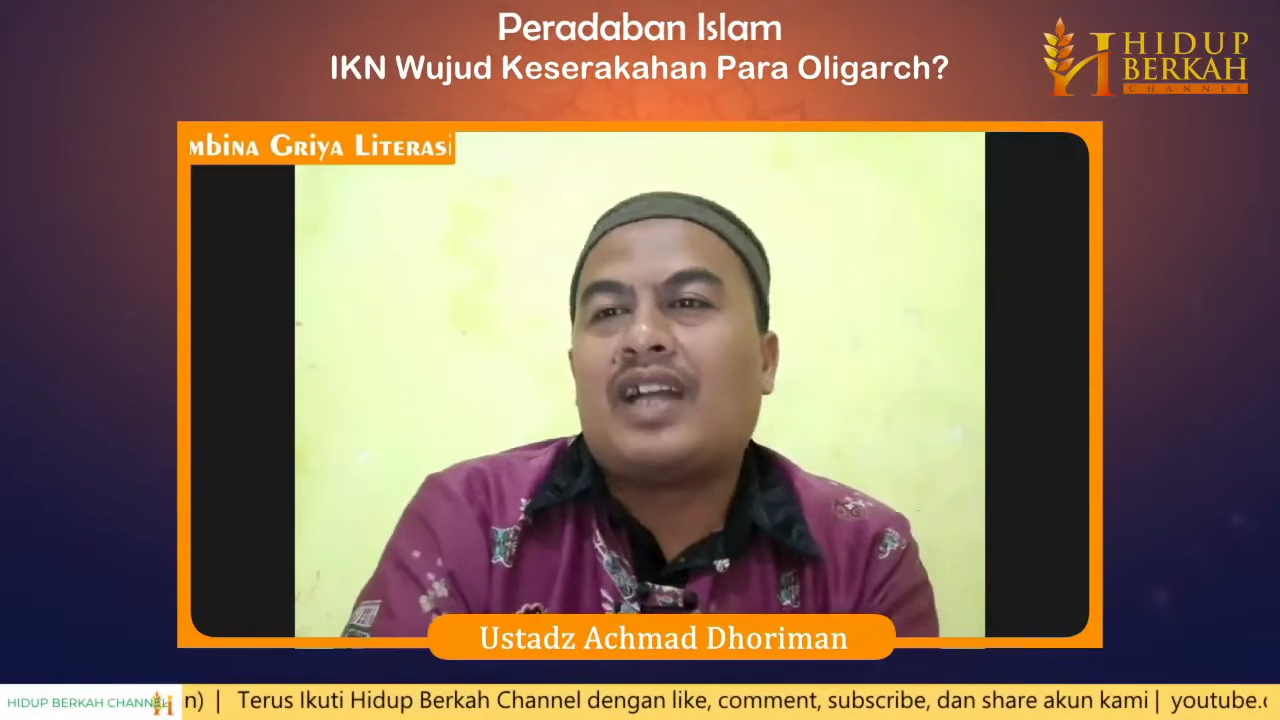 Peradaban Islam
IKN Wujud Keserakahan Para Oligarch?
HIDUP
BERKAH
CHANNEL
mbina Griya Literasi
Ustadz Achmad Dhoriman
HIDUP BERKAH CHANNEL
n) | Terus Ikuti Hidup Berkah Channel dengan like, comment, subscribe, dan share akun kami | youtube.c